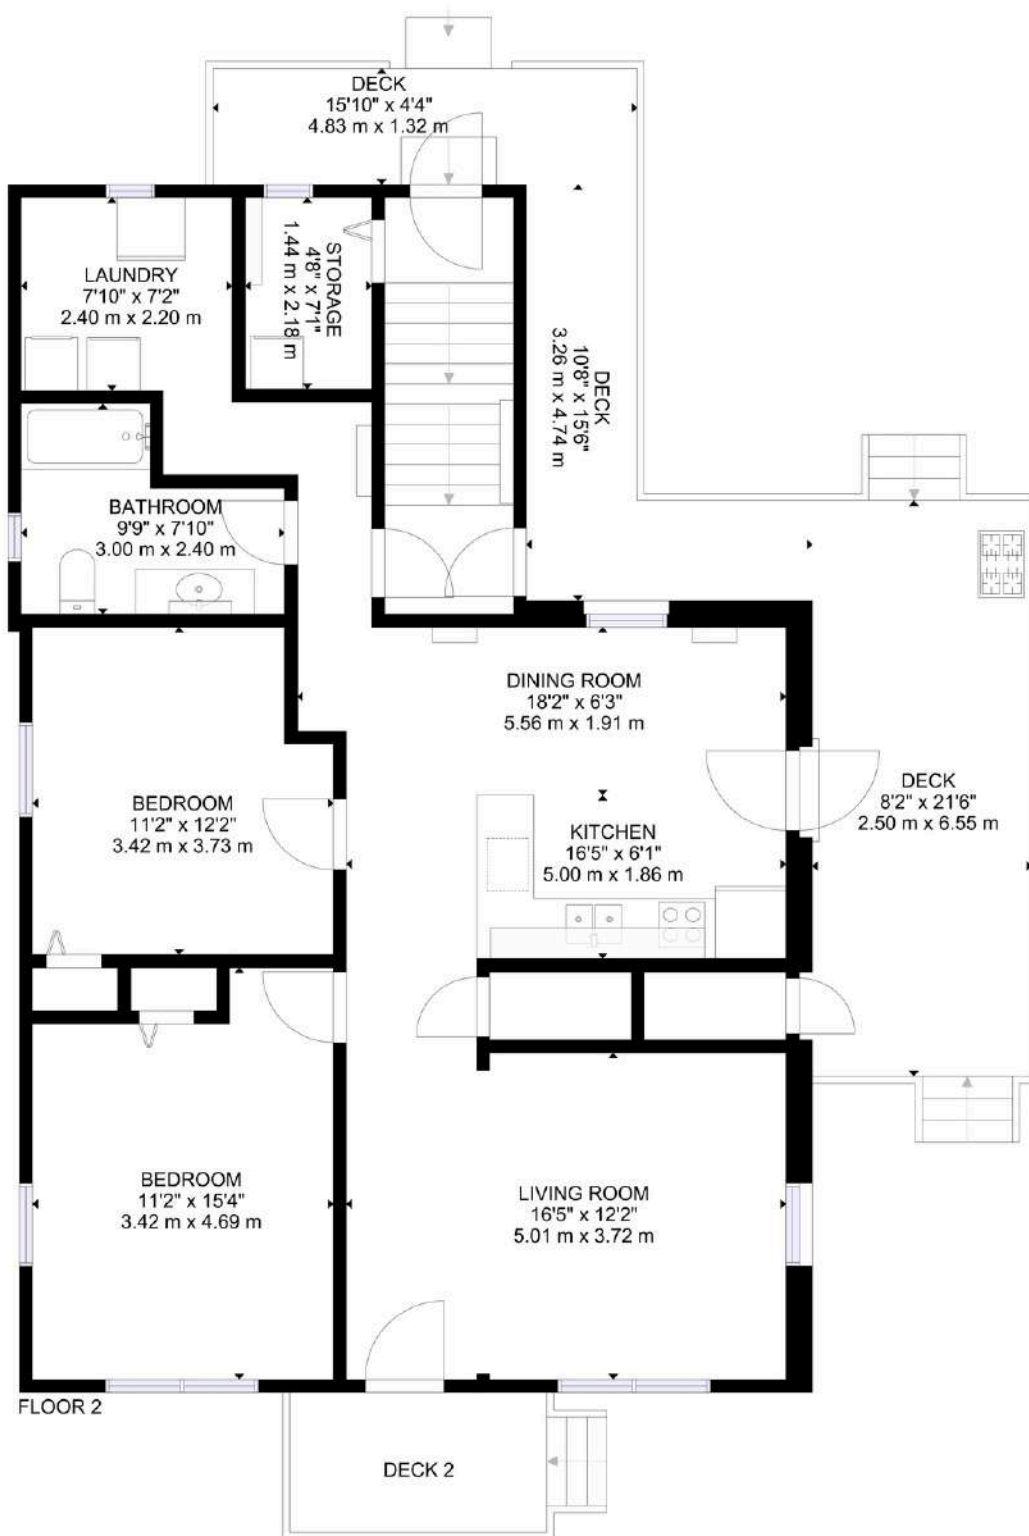 DECK
15'10" x 4'4"
4.83 m x 1.32 m
LAUNDRY
7'10" x 7'2"
2.40 m x 2.20 m
STORAGE
4'8" x 7'1"
1.44 m x 2.18 m
DECK
10'8" x 15'6"
3.26 m x 4.74 m
BATHROOM
9'9" x 7'10"
3.00 m x 2.40 m
DINING ROOM
18'2" x 6'3"
5.56 m x 1.91 m
BEDROOM
11'2" x 12'2"
3.42 m x 3.73 m
KITCHEN
16'5" x 6'1"
5.00 m x 1.86 m
DECK
8'2" x 21'6"
2.50 m x 6.55 m
BEDROOM
11'2" x 15'4"
3.42 m x 4.69 m
LIVING ROOM
16'5" x 12'2"
5.01 m x 3.72 m
FLOOR 2
DECK 2